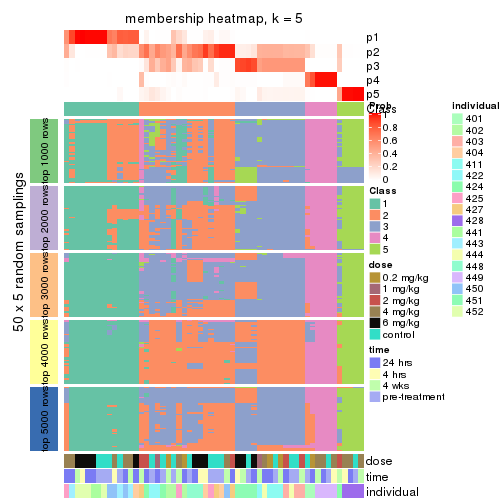 membership heatmap, k = 5
p1
p2
p3
p4
p5
Class
50 x 5 random samplings
top 1000 rows
top 2000 rows
top 3000 rows
top 4000 rows
top 5000 rows
dose
time
individual
Prob
1
0.8
0.6
0.4
0.2
0
Class
1
2
3
4
5
dose
0.2 mg/kg
1 mg/kg
2 mg/kg
4 mg/kg
6 mg/kg
control
time
24 hrs
4 hrs
4 wks
pre-treatment
individual
401
402
403
404
411
422
424
425
427
428
441
443
444
448
449
450
451
452